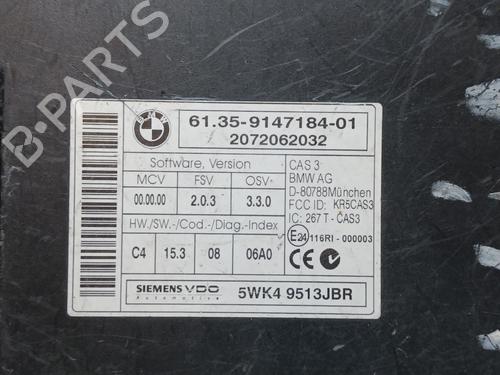 B-PARTS
BMW
61.35-9147184-01
2072062032
Software, Version
MCV FSV OSV
00.00.00 2.0.3 3.3.0
HW./SW.-/Cod.-/Diag.-Index
C4 15.3 08 06A0
CAS 3
BMW AG
D-80788München
FCC ID: KR5CAS3
IC: 267 T - CAS3
E24 116RI - 000003
CE
SIEMENS VDO
Automotive
5WK4 9513JBR